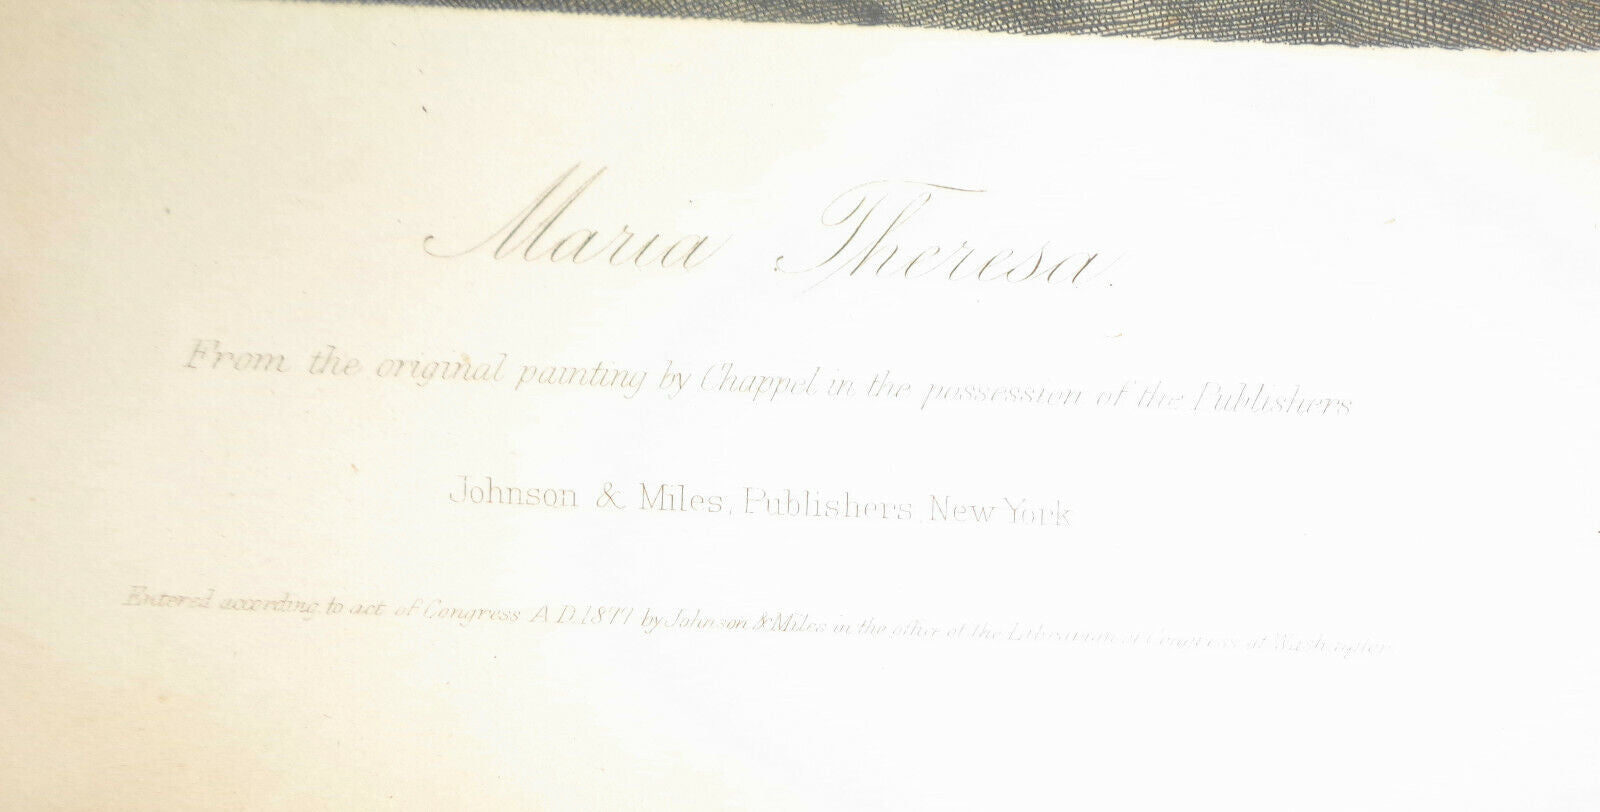 Maria Theresa.
From the original painting by Chappel in the possession of the Publishers
Johnson & Miles, Publishers, New York
Entered according to act of Congress A.D. 1877 by Johnson & Miles in the office of the Librarian of Congress at Washington